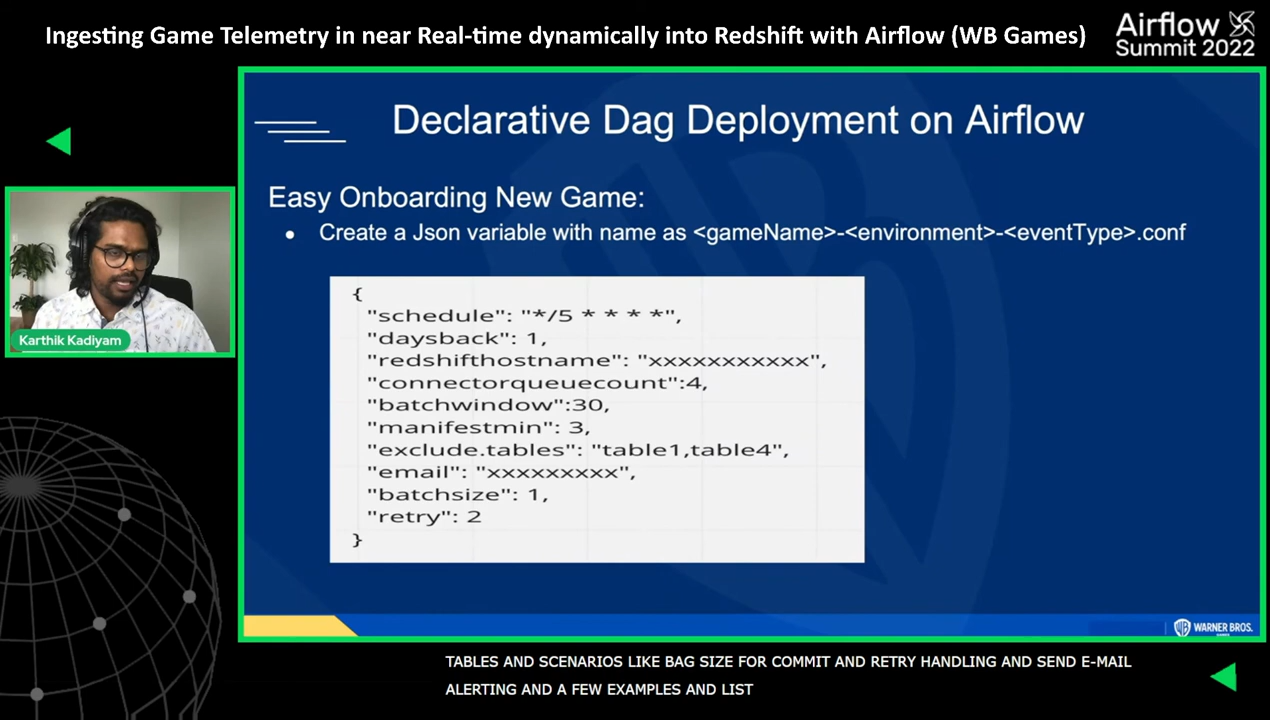 Ingesting Game Telemetry in near Real-time dynamically into Redshift with Airflow (WB Games)
Airflow
Summit 2022
Declarative Dag Deployment on Airflow
Easy Onboarding New Game:
• Create a Json variable with name as <gameName>-<environment>-<eventType>.conf
{
"schedule": "*/5 * * * *",
"daysback": 1,
"redshifthostname": "xxxxxxxxxxx",
"connectorqueuecount":4,
"batchwindow":30,
"manifestmin": 3,
"exclude.tables": "table1,table4",
"email": "xxxxxxxxx",
"batchsize": 1,
"retry": 2
}
Karthik Kadiyam
WARNER BROS.
GAMES
TABLES AND SCENARIOS LIKE BAG SIZE FOR COMMIT AND RETRY HANDLING AND SEND E-MAIL
ALERTING AND A FEW EXAMPLES AND LIST